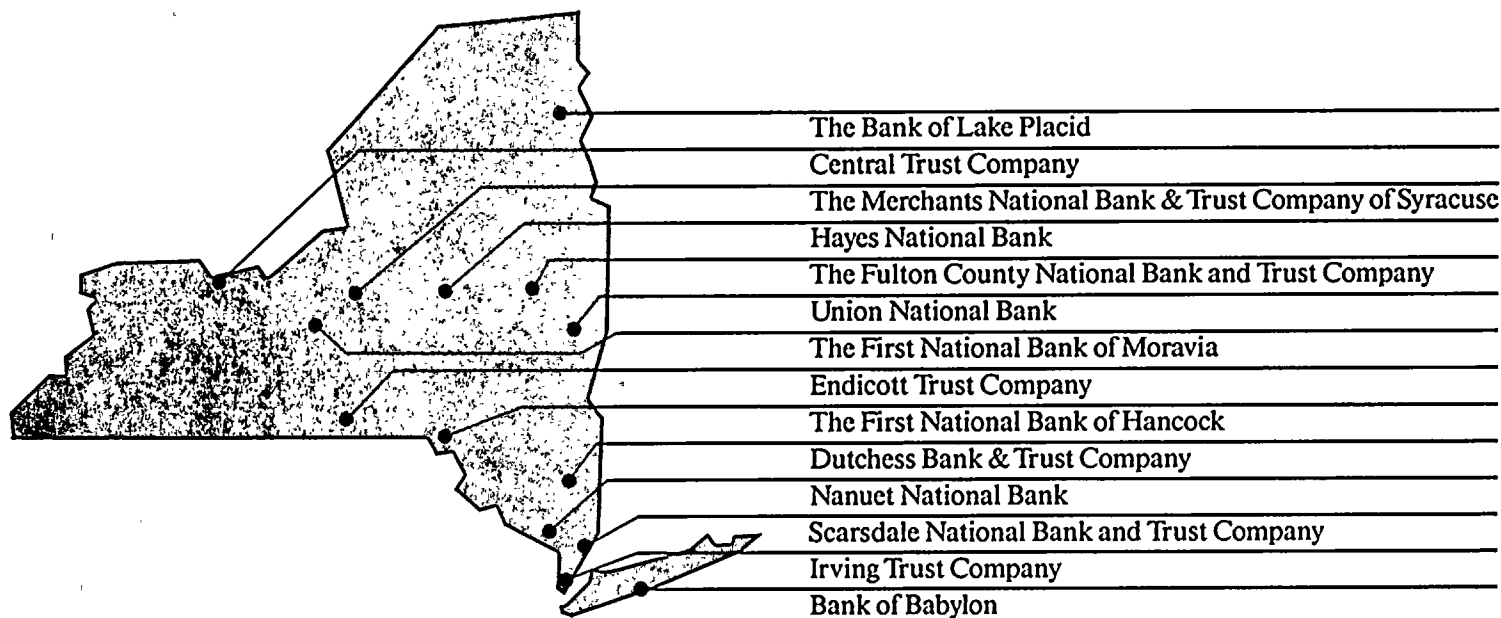 The Bank of Lake Placid
Central Trust Company
The Merchants National Bank & Trust Company of Syracuse
Hayes National Bank
The Fulton County National Bank and Trust Company
Union National Bank
The First National Bank of Moravia
Endicott Trust Company
The First National Bank of Hancock
Dutchess Bank & Trust Company
Nanuet National Bank
Scarsdale National Bank and Trust Company
Irving Trust Company
Bank of Babylon